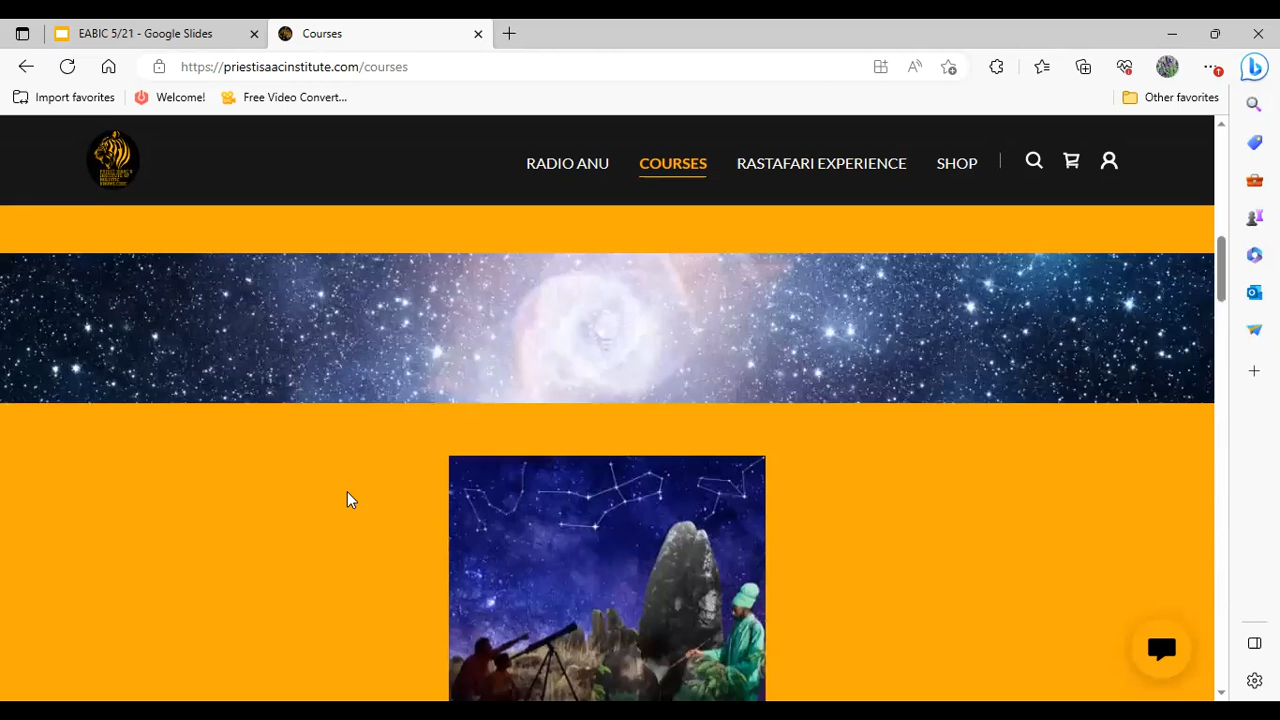 EABIC 5/21 - Google Slides
Courses
https://priestisaacinstitute.com/courses
Import favorites
Welcome!
Free Video Convert...
Other favorites
RADIO ANU
COURSES
RASTAFARI EXPERIENCE
SHOP